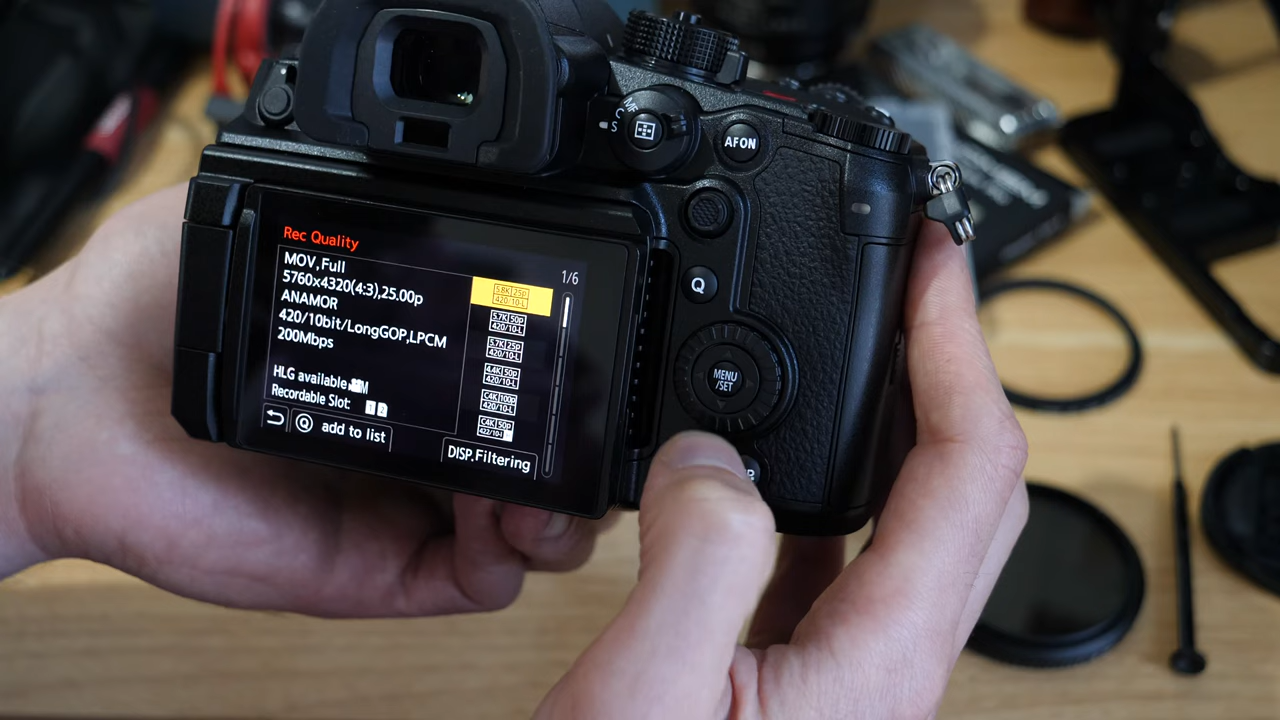 MF
C
S
AF ON
Rec Quality
1/6
MOV,Full
5760x4320(4:3),25.00p
ANAMOR
420/10bit/LongGOP,LPCM
200Mbps
HLG available
Recordable Slot: 1 2
Q add to list
DISP.Filtering
5.8K 25p
420/10-L
5.7K 50p
420/10-L
5.7K 25p
420/10-L
4.4K 50p
420/10-L
C4K 100p
420/10-L
C4K 50p
422/10-L
Q
MENU
/SET